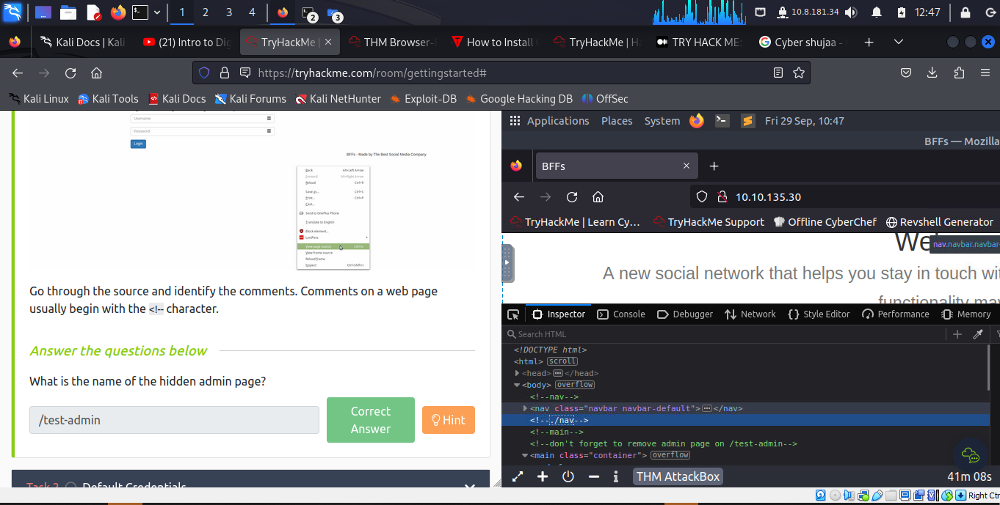 1 2 3 4 2 3 10.8.181.34 12:47
Kali Docs | Kali (21) Intro to Dig TryHackMe | THM Browser- How to Install TryHackMe | Ha TRY HACK ME: Cyber shujaa -
https://tryhackme.com/room/gettingstarted#
Kali Linux Kali Tools Kali Docs Kali Forums Kali NetHunter Exploit-DB Google Hacking DB OffSec
Username
Password
Login
BFFs - Made by The Best Social Media Company
Back Alt+Left Arrow
Forward Alt+Right Arrow
Reload Ctrl+R
Save as... Ctrl+S
Print... Ctrl+P
Cast...
Send to OnePlus Phone
Translate to English
Block element...
LastPass
View page source Ctrl+U
View frame source
Reload frame
Inspect Ctrl+Shift+I
Go through the source and identify the comments. Comments on a web page
usually begin with the <!-- character.
Answer the questions below
What is the name of the hidden admin page?
/test-admin
Correct
Answer
Hint
Task 2 Default Credentials
Applications Places System Fri 29 Sep, 10:47
BFFs — Mozilla
BFFs
10.10.135.30
TryHackMe | Learn Cy... TryHackMe Support Offline CyberChef Revshell Generator
We
nav.navbar.navbar-
A new social network that helps you stay in touch wit
functionality may
Inspector Console Debugger Network Style Editor Performance Memory
Search HTML
<!DOCTYPE html>
<html> scroll
<head></head>
<body> overflow
<!--nav-->
<nav class="navbar navbar-default"></nav>
<!--./nav-->
<!--main-->
<!--don't forget to remove admin page on /test-admin-->
<main class="container"> overflow
THM AttackBox 41m 08s
Right Ctr